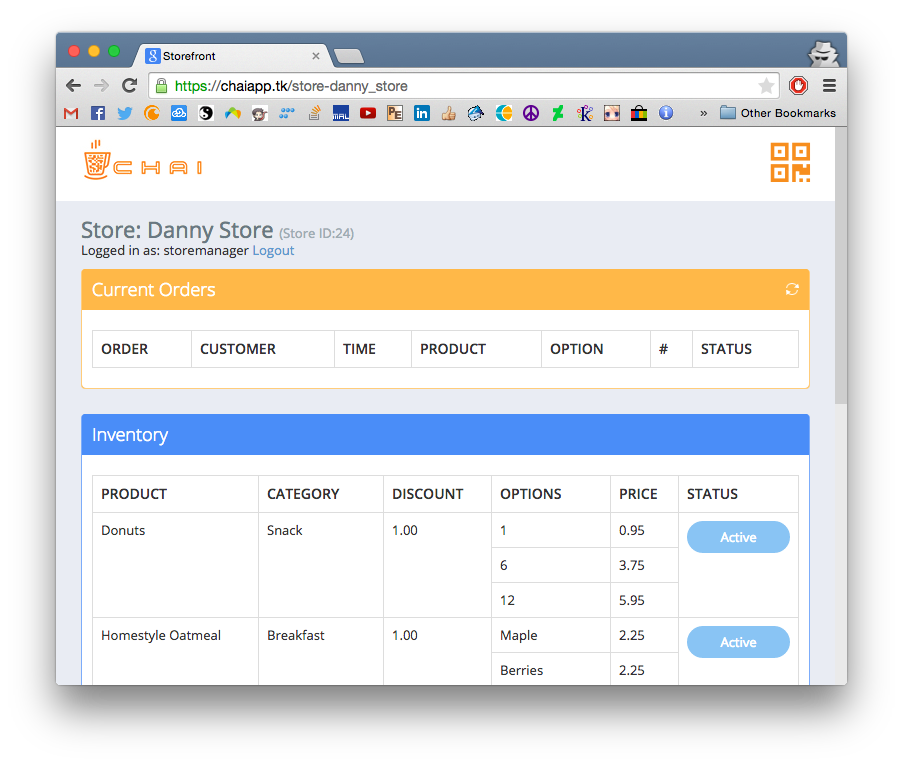 Storefront
https://chaiapp.tk/store-danny_store
MAL PE in » Other Bookmarks
CHAI
Store: Danny Store (Store ID:24)
Logged in as: storemanager Logout
Current Orders
ORDER CUSTOMER TIME PRODUCT OPTION # STATUS
Inventory
PRODUCT CATEGORY DISCOUNT OPTIONS PRICE STATUS
Donuts Snack 1.00 1 0.95 Active
6 3.75
12 5.95
Homestyle Oatmeal Breakfast 1.00 Maple 2.25 Active
Berries 2.25